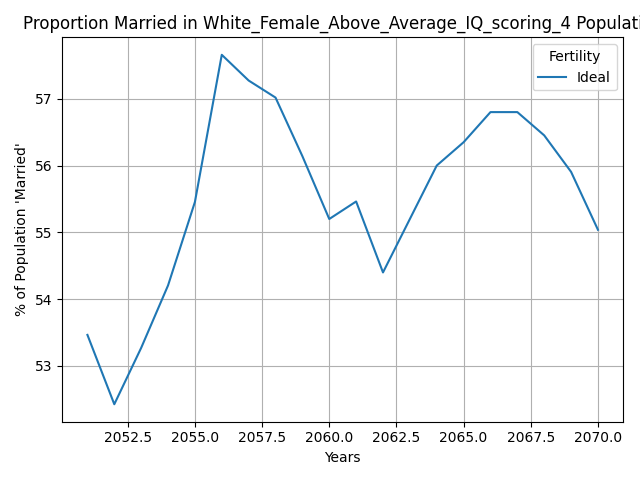 Proportion Married in White_Female_Above_Average_IQ_scoring_4 Populati
Fertility
Ideal
57
56
55
54
53
% of Population 'Married'
2052.5 2055.0 2057.5 2060.0 2062.5 2065.0 2067.5 2070.0
Years